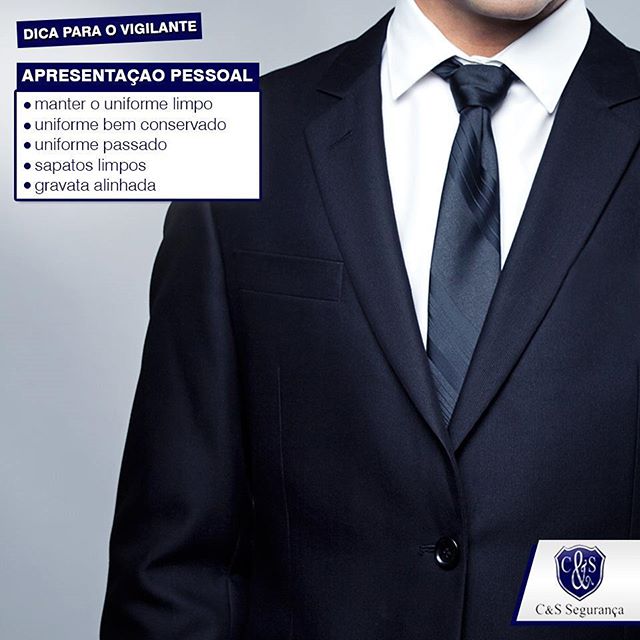 DICA PARA O VIGILANTE
APRESENTAÇAO PESSOAL
• manter o uniforme limpo
• uniforme bem conservado
• uniforme passado
• sapatos limpos
• gravata alinhada
C&S
C&S Segurança